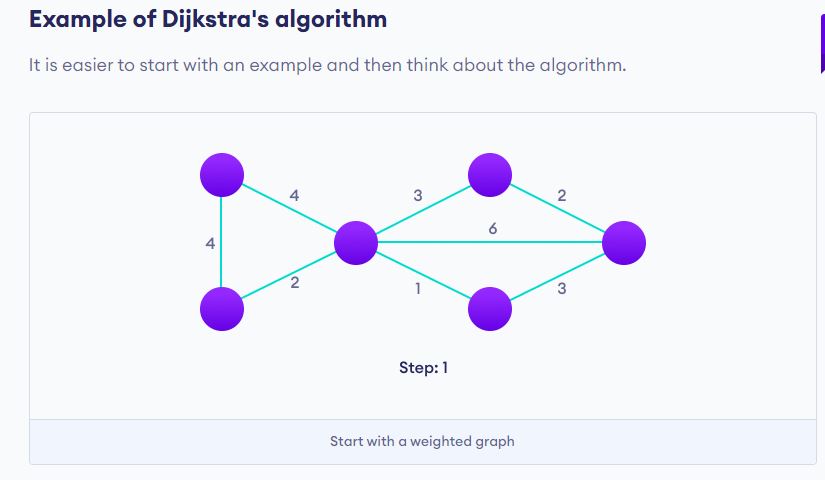 Example of Dijkstra's algorithm
It is easier to start with an example and then think about the algorithm.
4
3
2
4
6
2
1
3
Step: 1
Start with a weighted graph